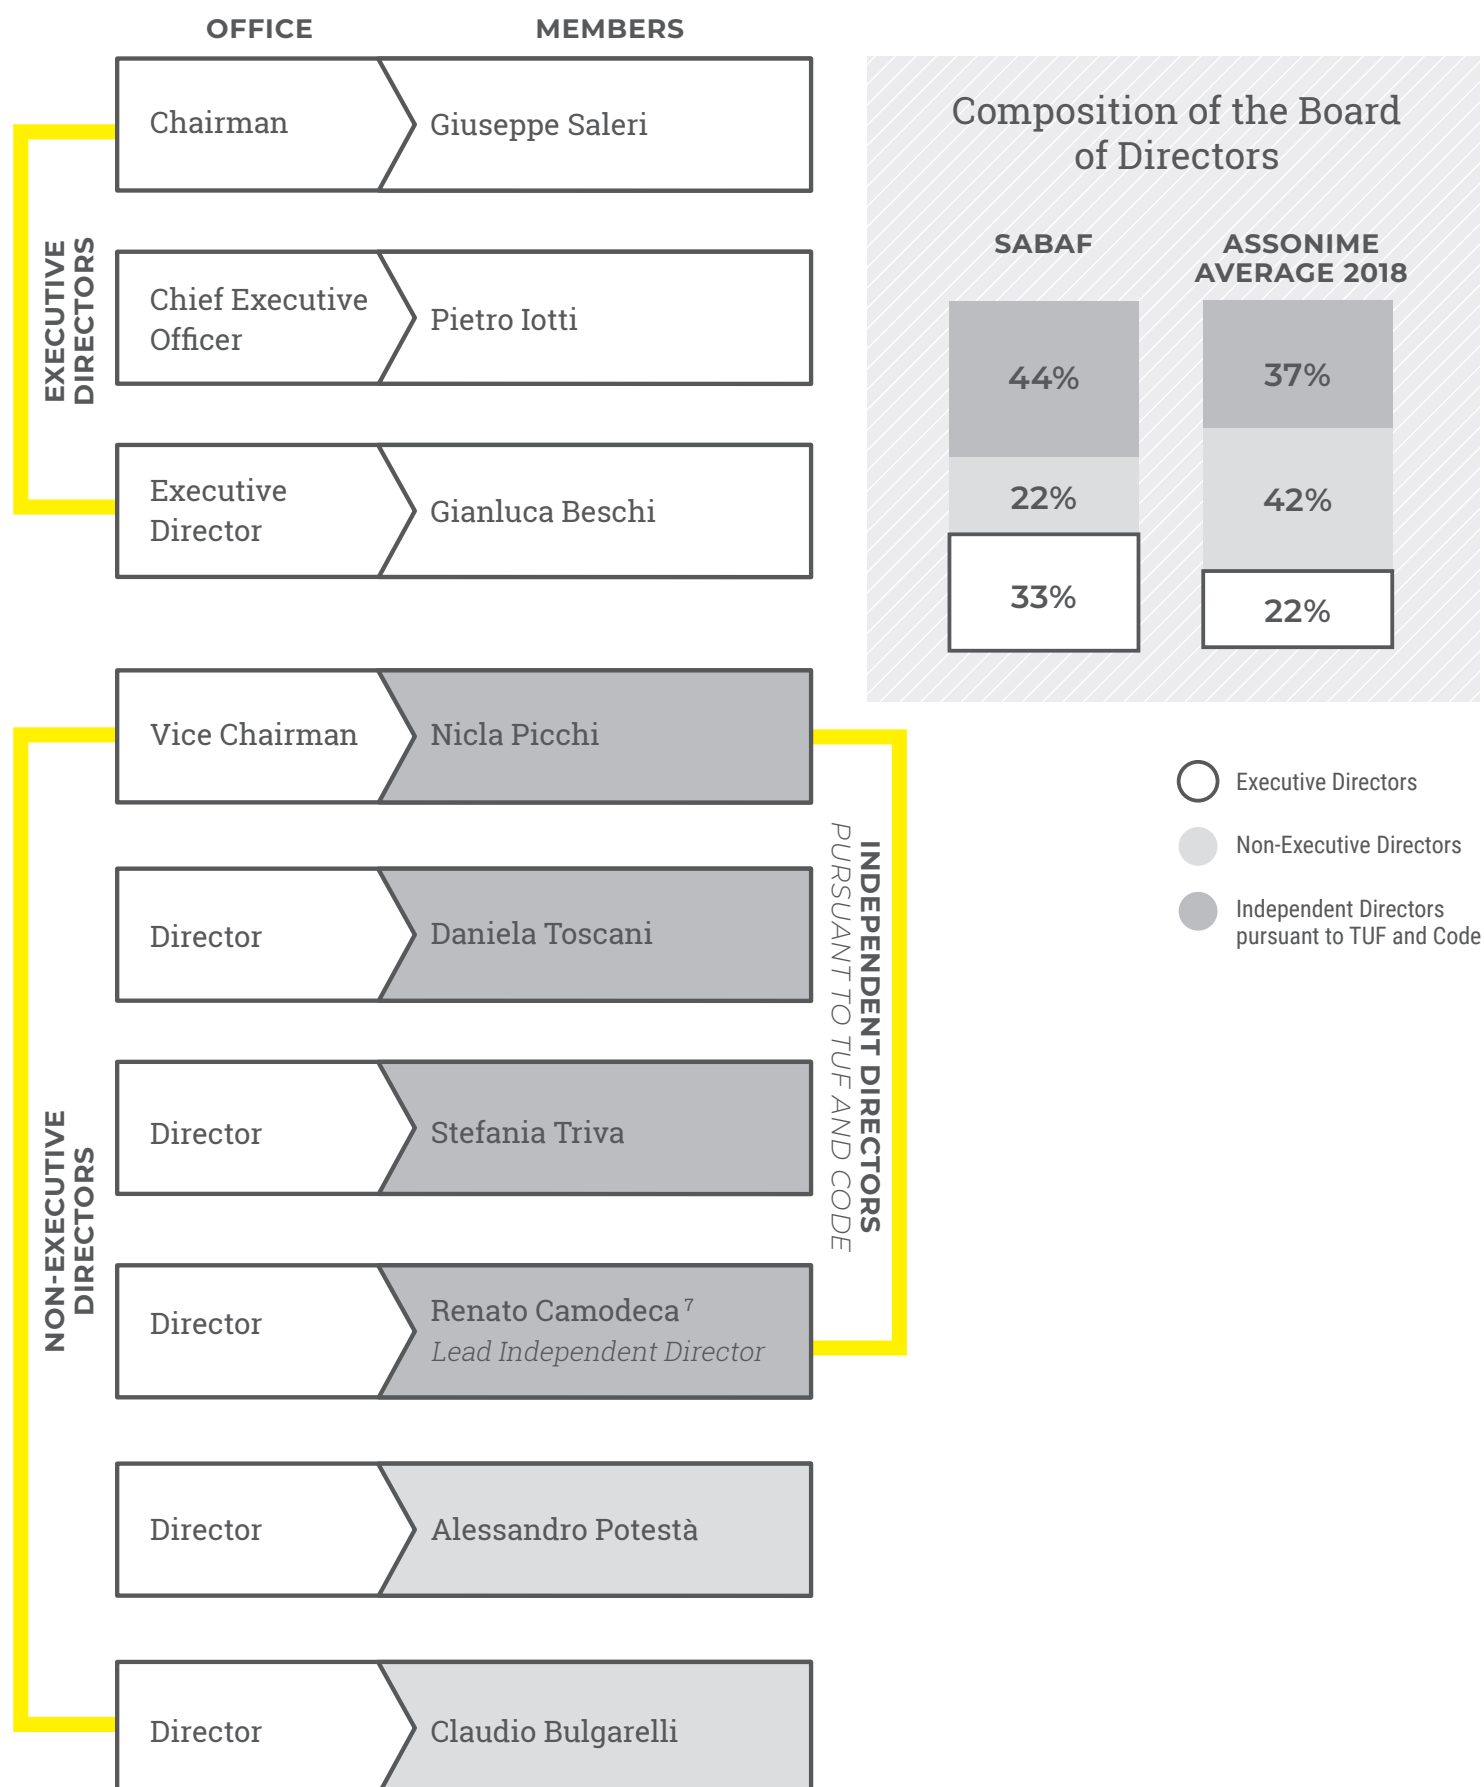 OFFICE
MEMBERS
EXECUTIVE
DIRECTORS
Chairman
Giuseppe Saleri
Chief Executive
Officer
Pietro Iotti
Executive
Director
Gianluca Beschi
NON-EXECUTIVE
DIRECTORS
Vice Chairman
Nicla Picchi
Director
Daniela Toscani
Director
Stefania Triva
Director
Renato Camodeca 7
Lead Independent Director
Director
Alessandro Potestà
Director
Claudio Bulgarelli
INDEPENDENT DIRECTORS
PURSUANT TO TUF AND CODE
Composition of the Board
of Directors
SABAF
44%
22%
33%
ASSONIME
AVERAGE 2018
37%
42%
22%
Executive Directors
Non-Executive Directors
Independent Directors
pursuant to TUF and Code